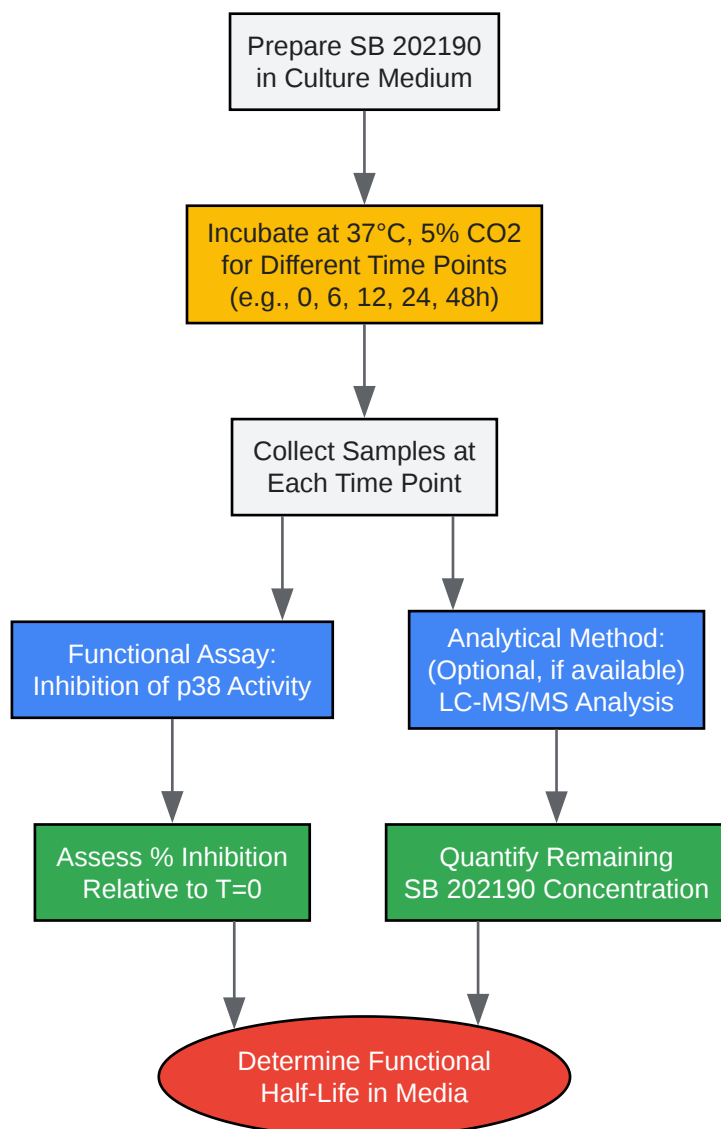 Prepare SB 202190
in Culture Medium
Incubate at 37°C, 5% CO2
for Different Time Points
(e.g., 0, 6, 12, 24, 48h)
Collect Samples at
Each Time Point
Functional Assay:
Inhibition of p38 Activity
Analytical Method:
(Optional, if available)
LC-MS/MS Analysis
Assess % Inhibition
Relative to T=0
Quantify Remaining
SB 202190 Concentration
Determine Functional
Half-Life in Media